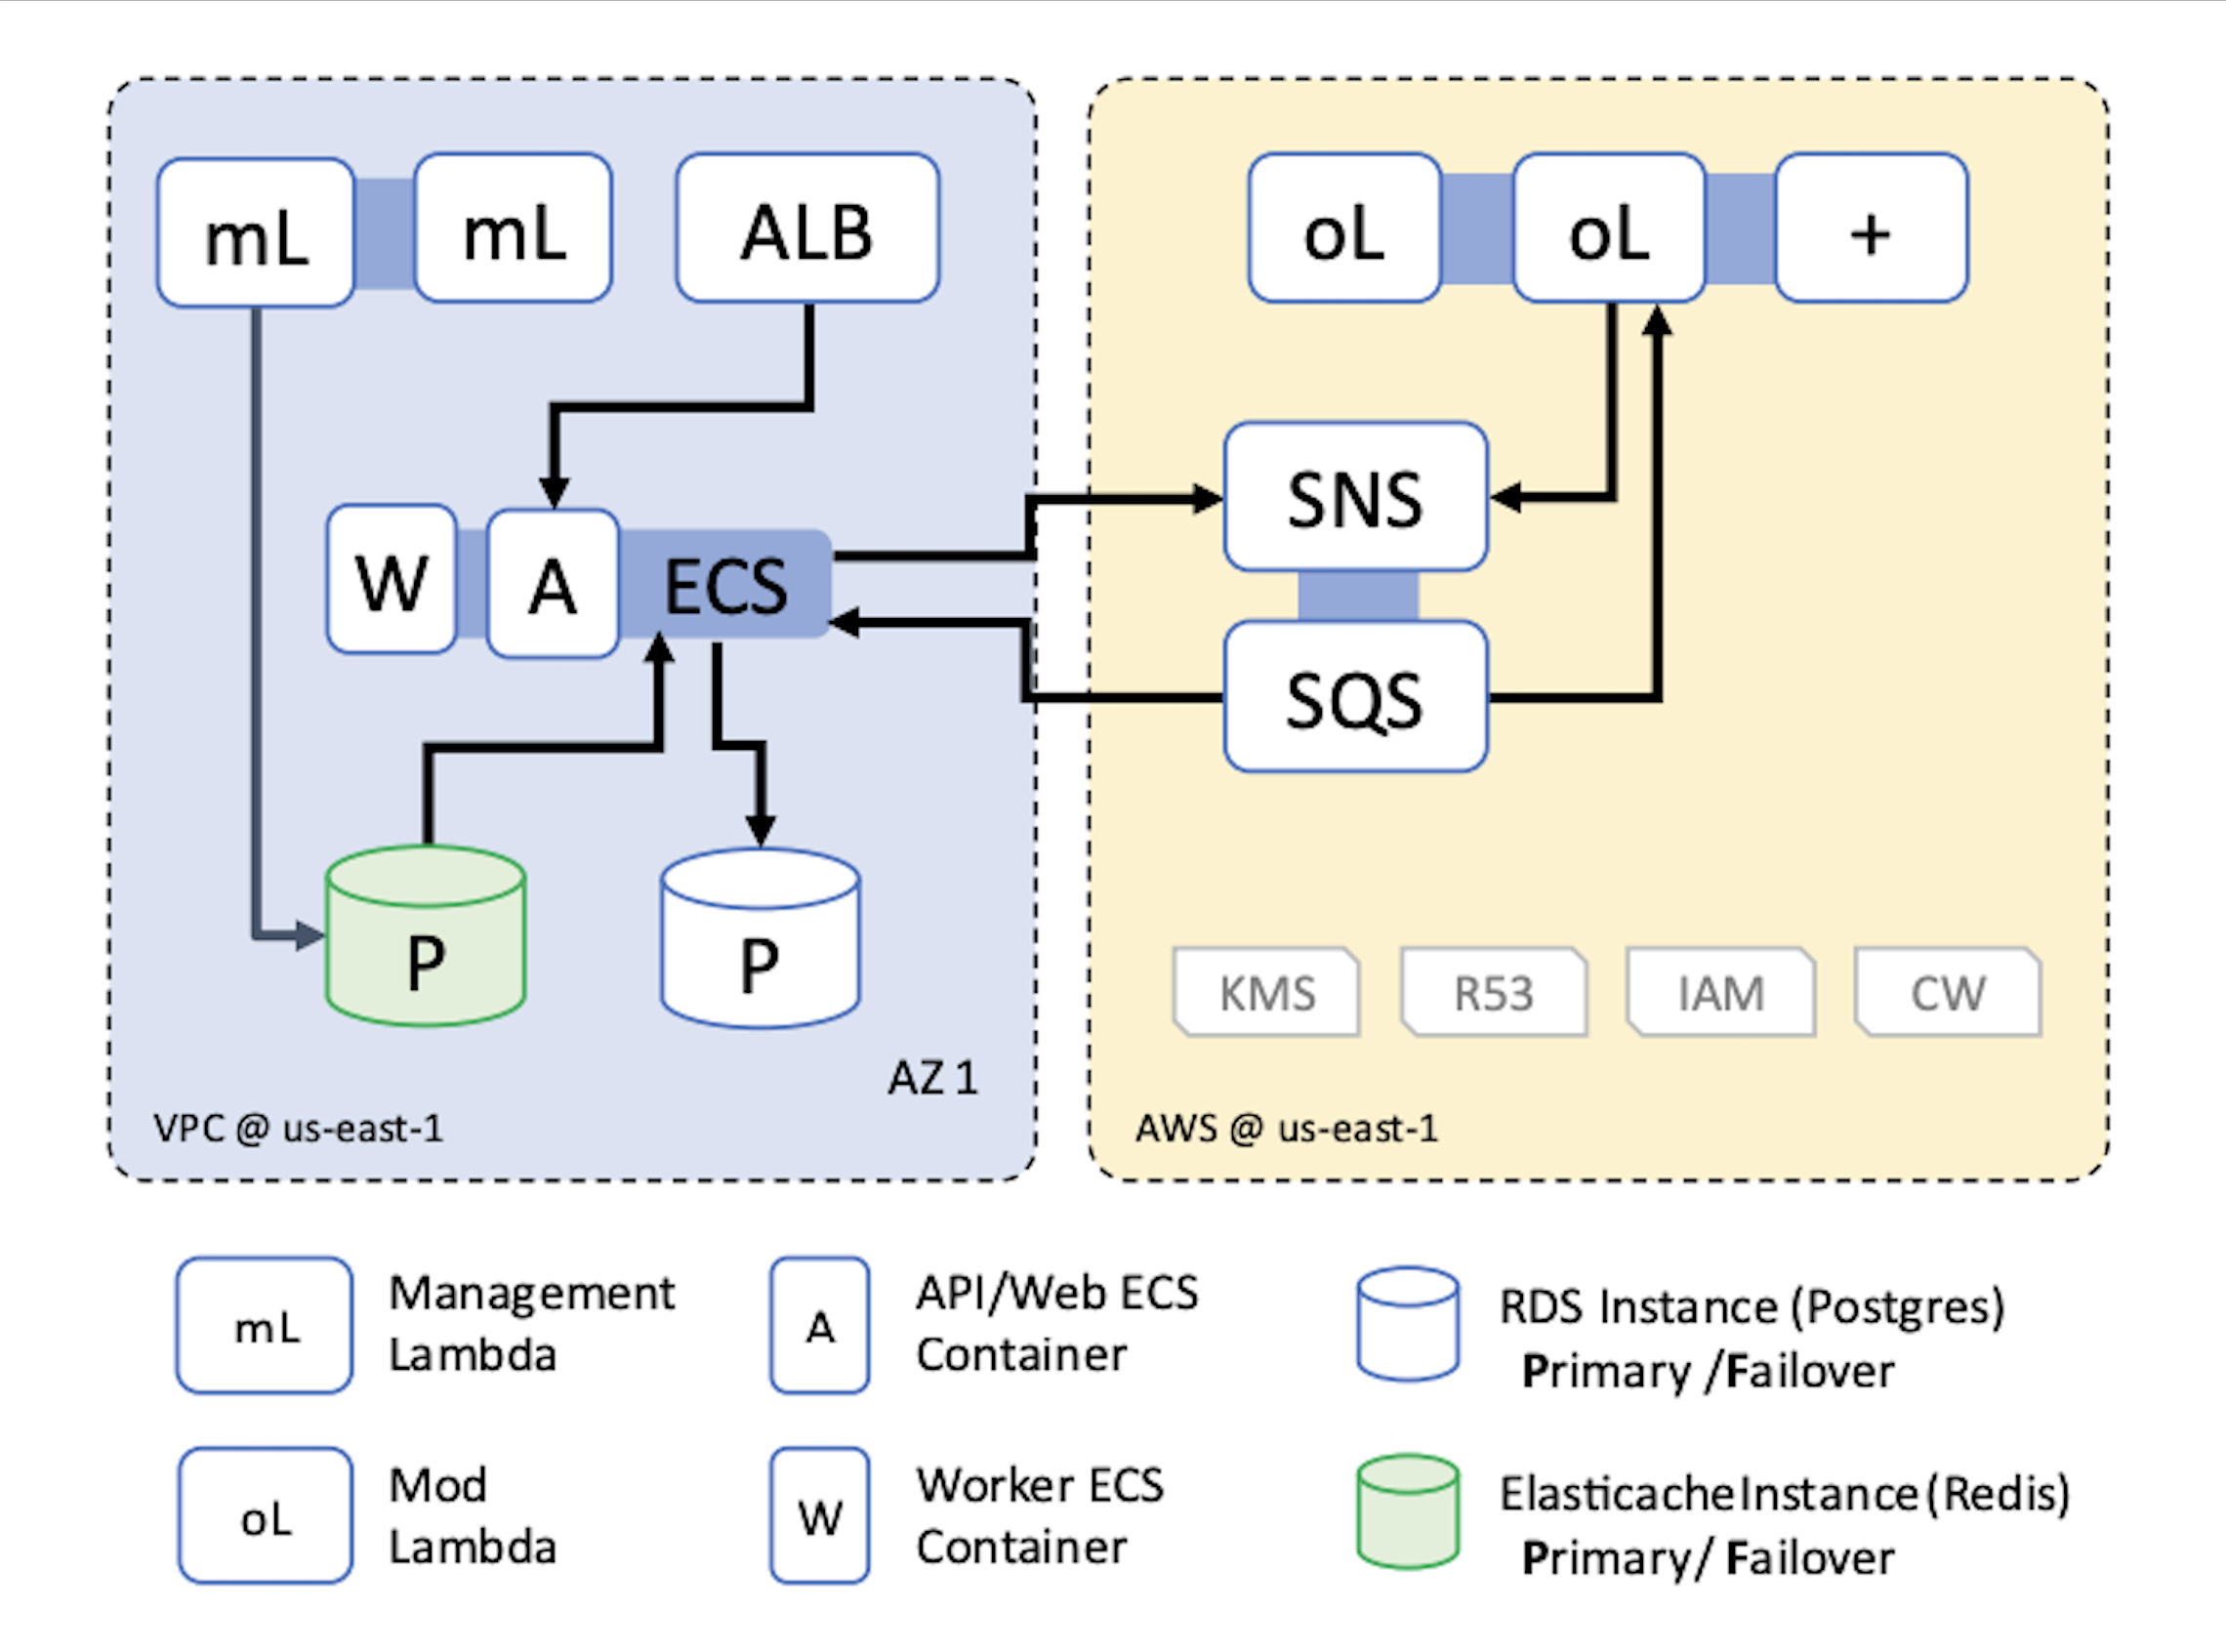 mL
mL
ALB
oL
oL
+
W
A
ECS
SNS
SQS
P
P
KMS
R53
IAM
CW
AZ 1
VPC @ us-east-1
AWS @ us-east-1
mL
Management
Lambda
A
API/Web ECS
Container
RDS Instance (Postgres)
Primary /Failover
oL
Mod
Lambda
W
Worker ECS
Container
ElasticacheInstance(Redis)
Primary/ Failover